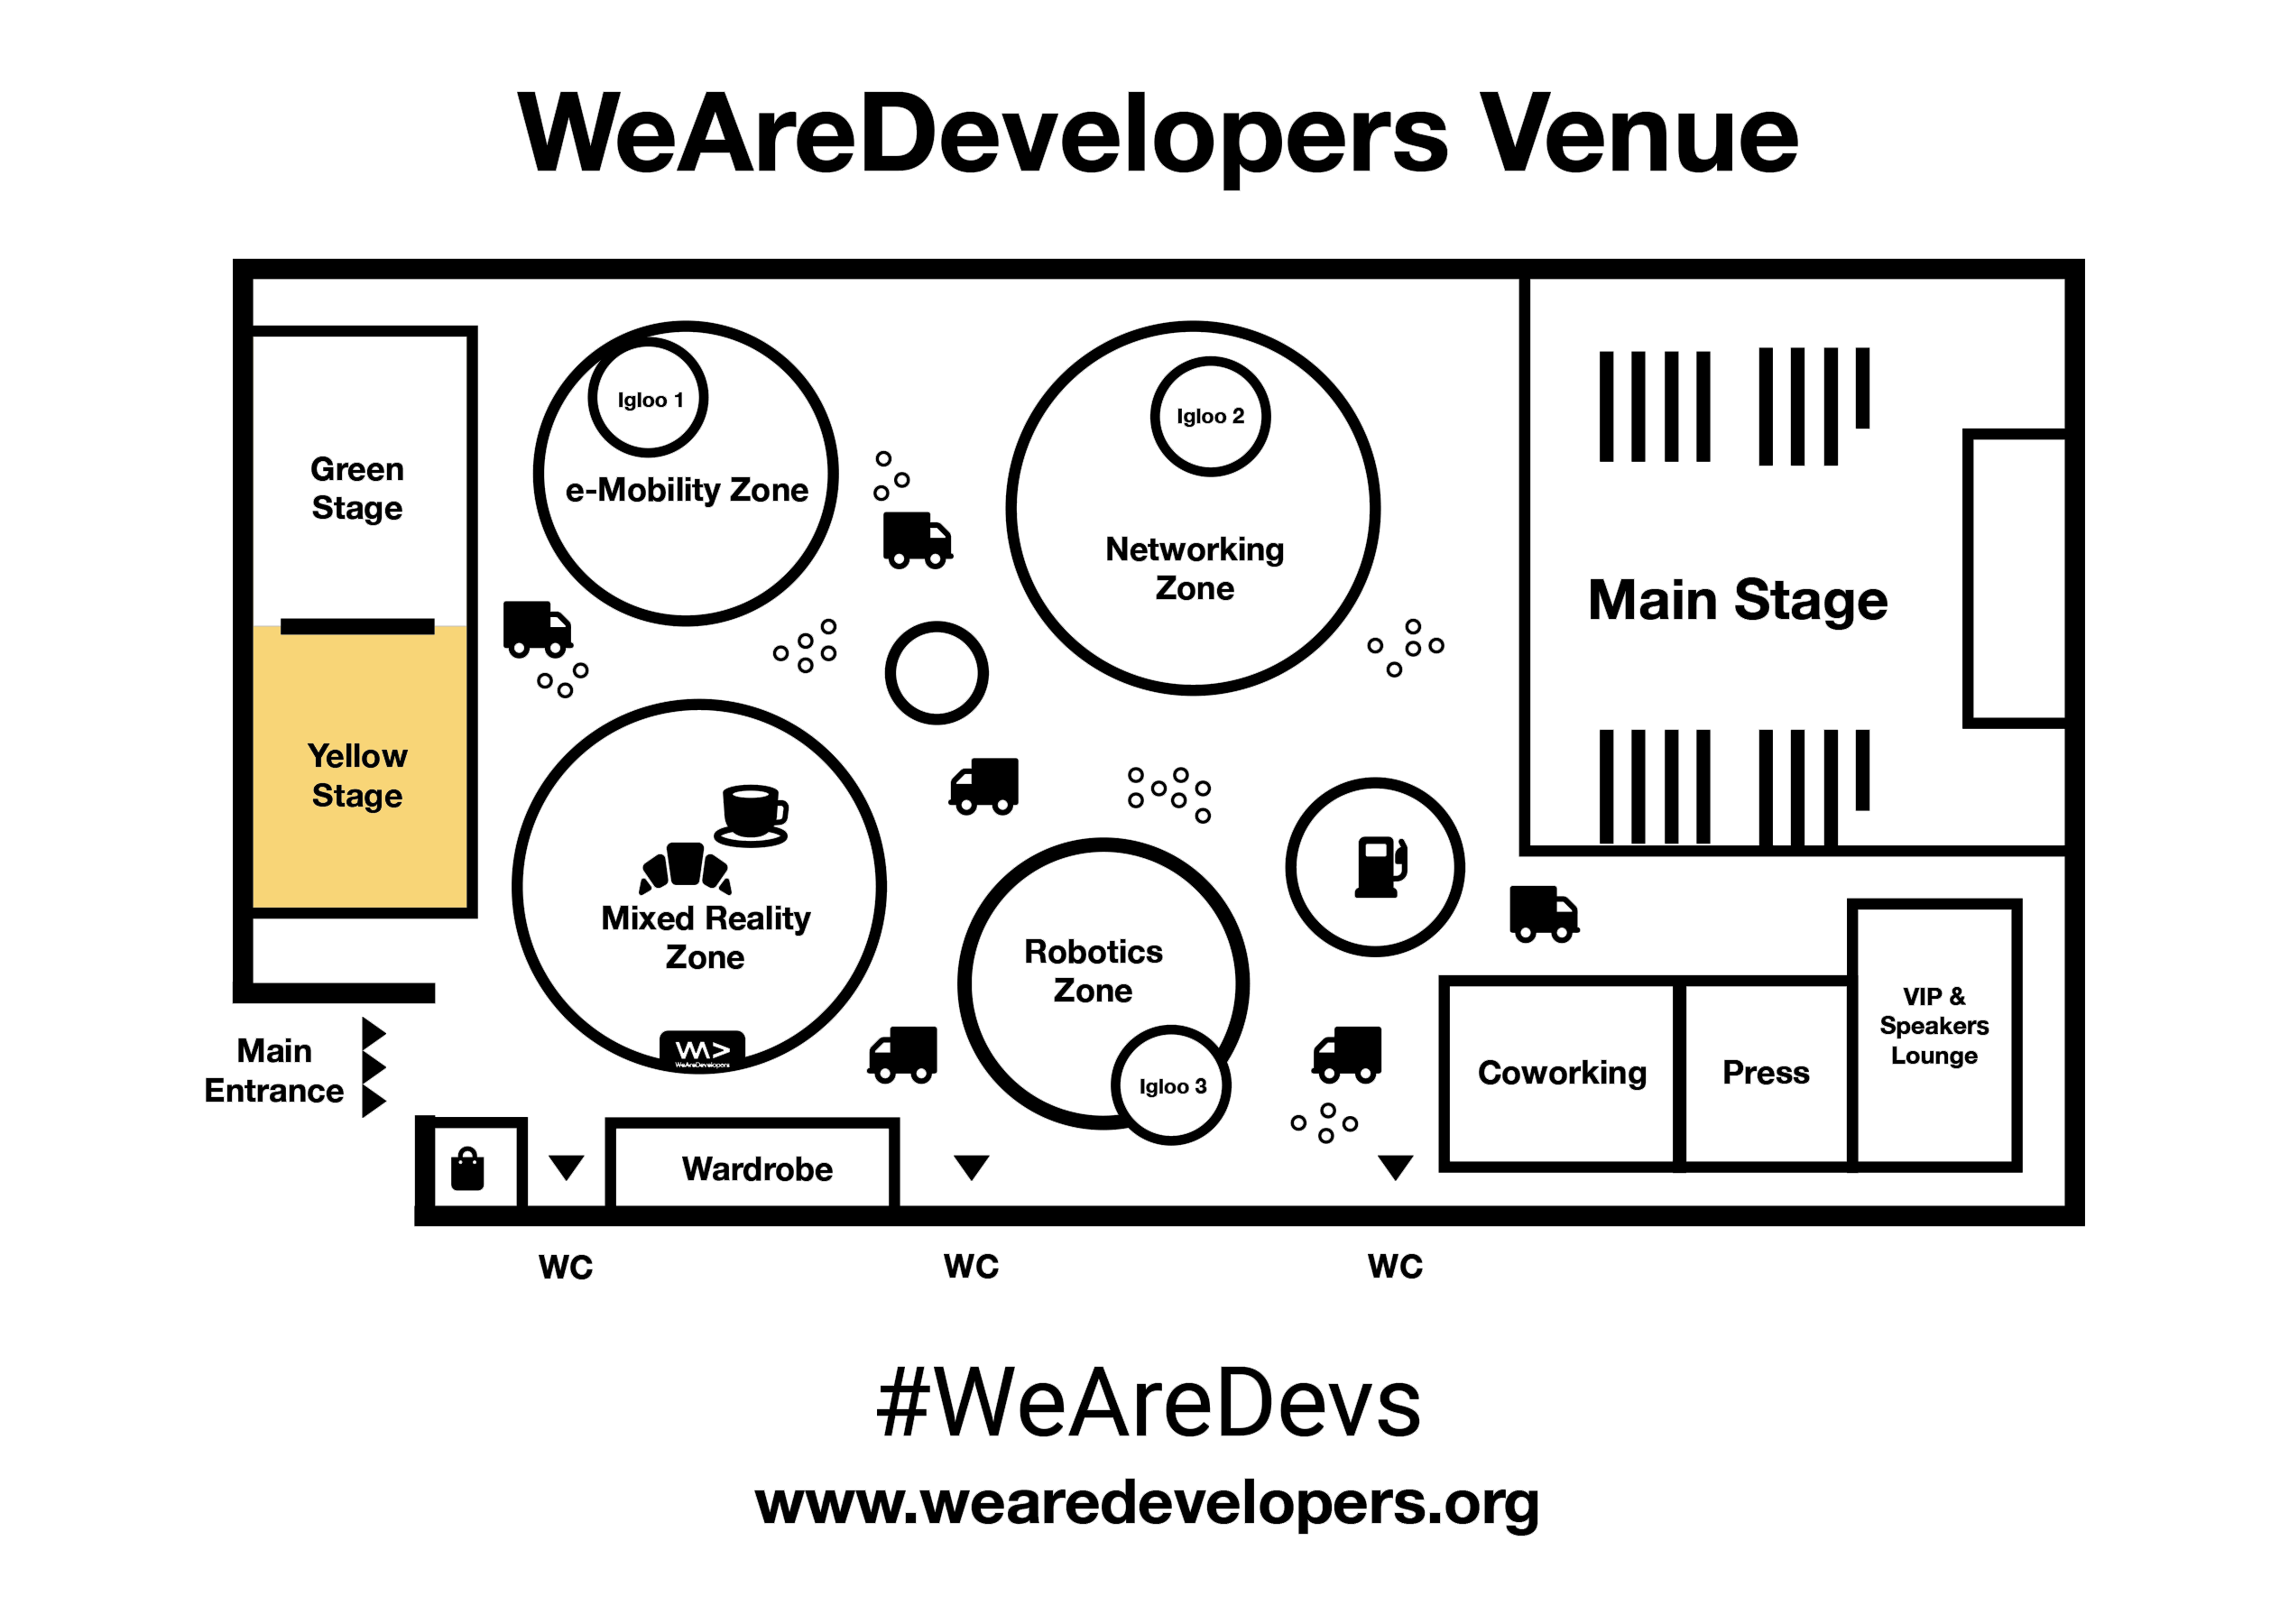 WeAreDevelopers Venue
Igloo 1
e-Mobility Zone
Igloo 2
Networking
Zone
Green
Stage
Main Stage
Yellow
Stage
Mixed Reality
Zone
WeAreDevelopers
Robotics
Zone
Igloo 3
VIP &
Speakers
Lounge
Coworking
Press
Main
Entrance
Wardrobe
WC
WC
WC
#WeAreDevs
www.wearedevelopers.org